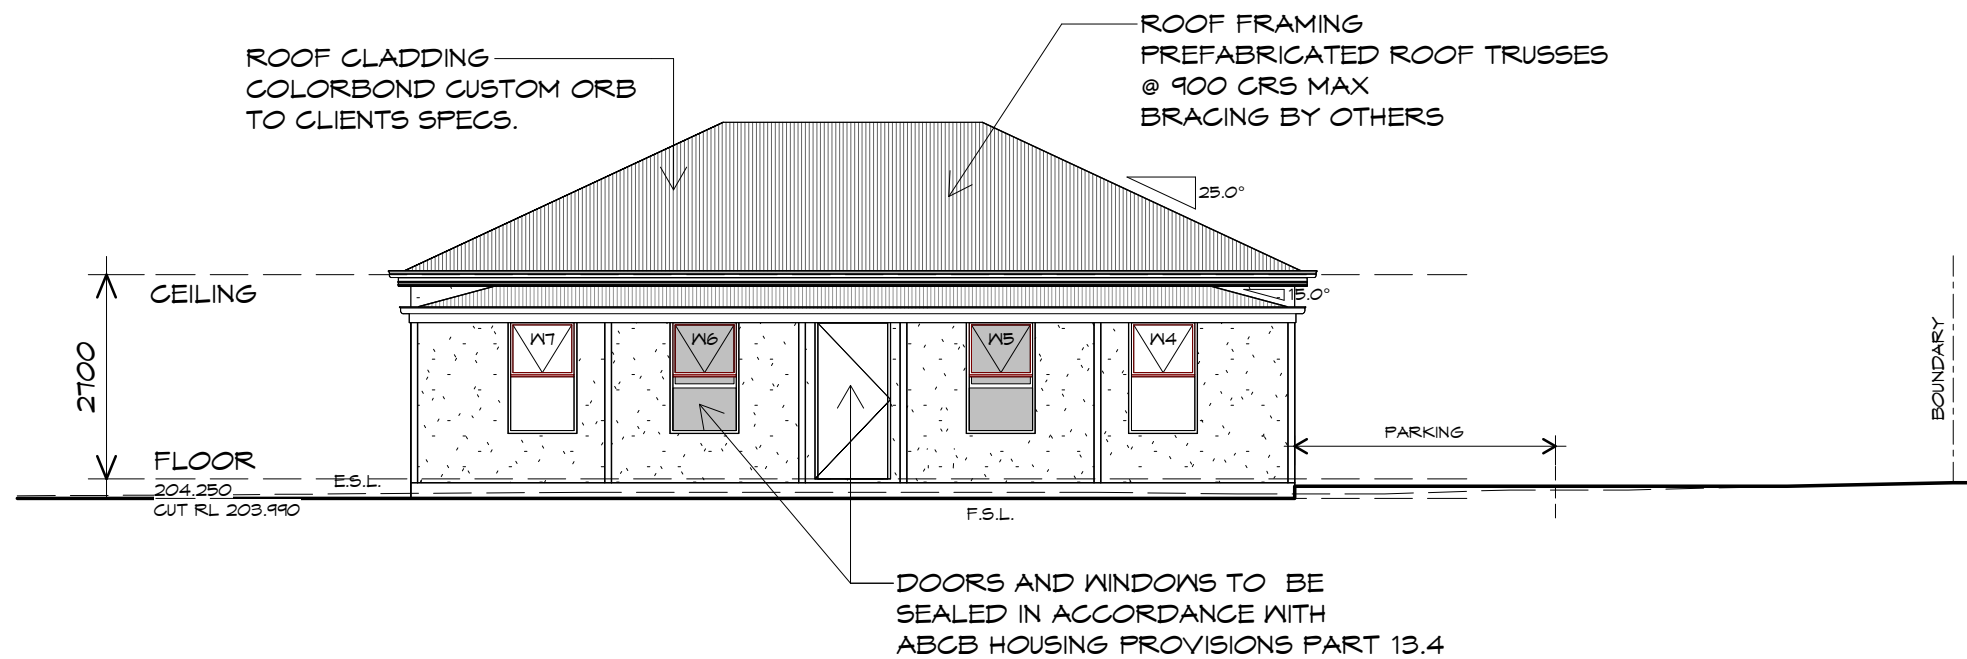 ROOF FRAMING
PREFABRICATED ROOF TRUSSES
@ 900 CRS MAX
BRACING BY OTHERS
ROOF CLADDING
COLORBOND CUSTOM ORB
TO CLIENTS SPECS.
25.0°
CEILING
15.0°
2700
W7
W6
W5
W4
BOUNDARY
PARKING
FLOOR
204.250
CUT RL 203.990
E.S.L.
F.S.L.
DOORS AND WINDOWS TO BE
SEALED IN ACCORDANCE WITH
ABCB HOUSING PROVISIONS PART 13.4